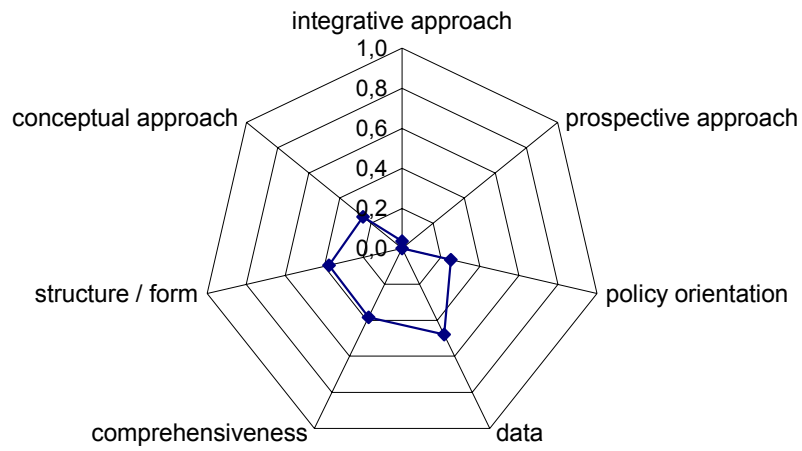 integrative approach
1,0
conceptual approach
prospective approach
0,8
0,6
0,4
0,2
0,0
structure / form
policy orientation
comprehensiveness
data